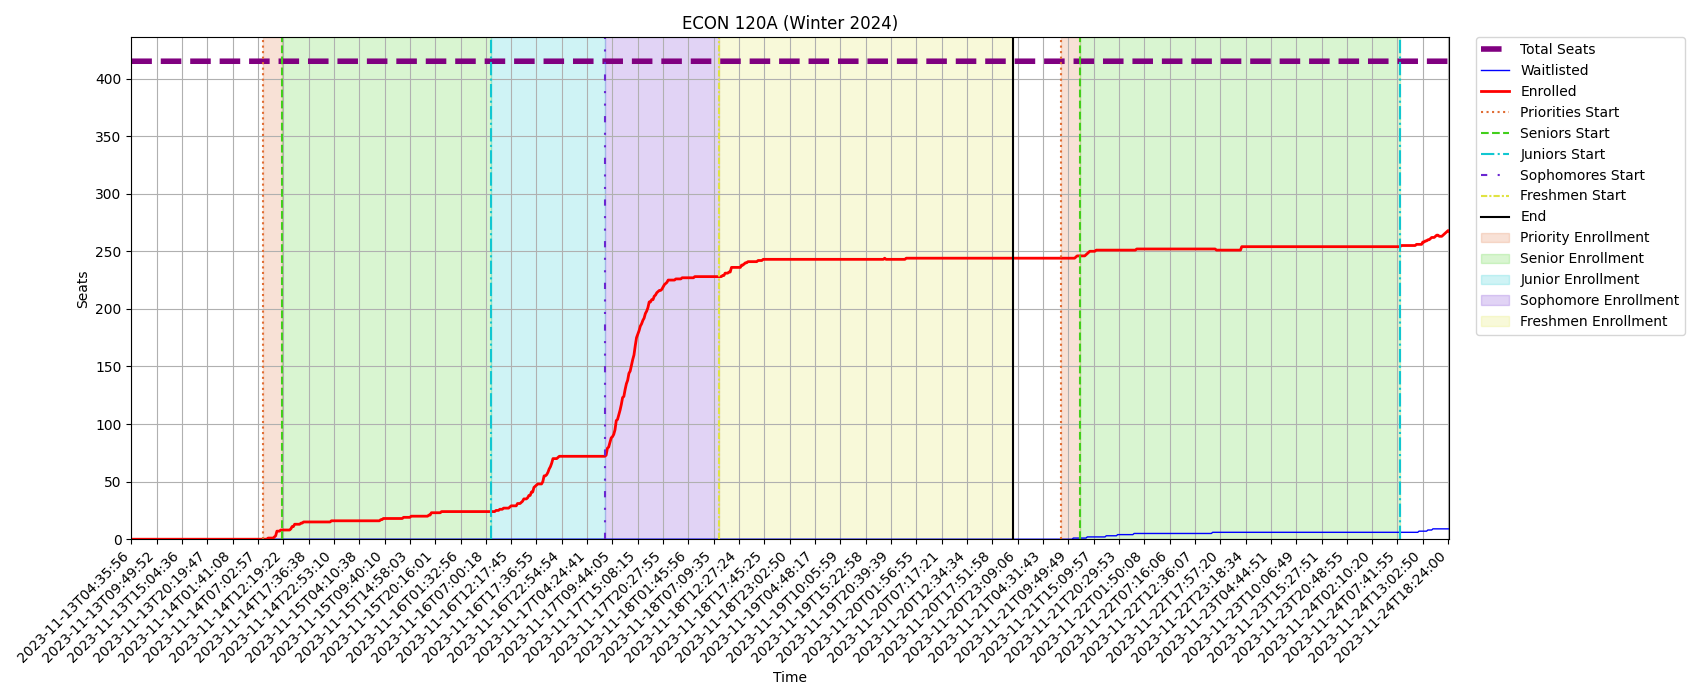 ECON 120A (Winter 2024)
Seats
400
350
300
250
200
150
100
50
0
2023-11-13T04:35:56
2023-11-13T09:49:52
2023-11-13T15:04:36
2023-11-13T20:19:47
2023-11-14T01:41:08
2023-11-14T07:02:57
2023-11-14T12:19:22
2023-11-14T17:36:38
2023-11-14T22:53:10
2023-11-15T04:10:38
2023-11-15T09:40:10
2023-11-15T14:58:03
2023-11-15T20:16:01
2023-11-16T01:32:56
2023-11-16T07:00:18
2023-11-16T12:17:45
2023-11-16T17:36:55
2023-11-16T22:54:54
2023-11-17T04:24:41
2023-11-17T09:44:05
2023-11-17T15:08:15
2023-11-17T20:27:55
2023-11-18T01:45:56
2023-11-18T07:09:35
2023-11-18T12:27:24
2023-11-18T17:45:25
2023-11-18T23:02:50
2023-11-19T04:48:17
2023-11-19T10:05:59
2023-11-19T15:22:58
2023-11-19T20:39:39
2023-11-20T01:56:55
2023-11-20T07:17:21
2023-11-20T12:34:34
2023-11-20T17:51:58
2023-11-20T23:09:06
2023-11-21T04:31:43
2023-11-21T09:49:49
2023-11-21T15:09:57
2023-11-21T20:29:53
2023-11-22T01:50:08
2023-11-22T07:16:06
2023-11-22T12:36:07
2023-11-22T17:57:20
2023-11-22T23:18:34
2023-11-23T04:44:51
2023-11-23T10:06:49
2023-11-23T15:27:51
2023-11-23T20:48:55
2023-11-24T02:10:20
2023-11-24T07:41:55
2023-11-24T13:02:50
2023-11-24T18:24:00
Time
Total Seats
Waitlisted
Enrolled
Priorities Start
Seniors Start
Juniors Start
Sophomores Start
Freshmen Start
End
Priority Enrollment
Senior Enrollment
Junior Enrollment
Sophomore Enrollment
Freshmen Enrollment